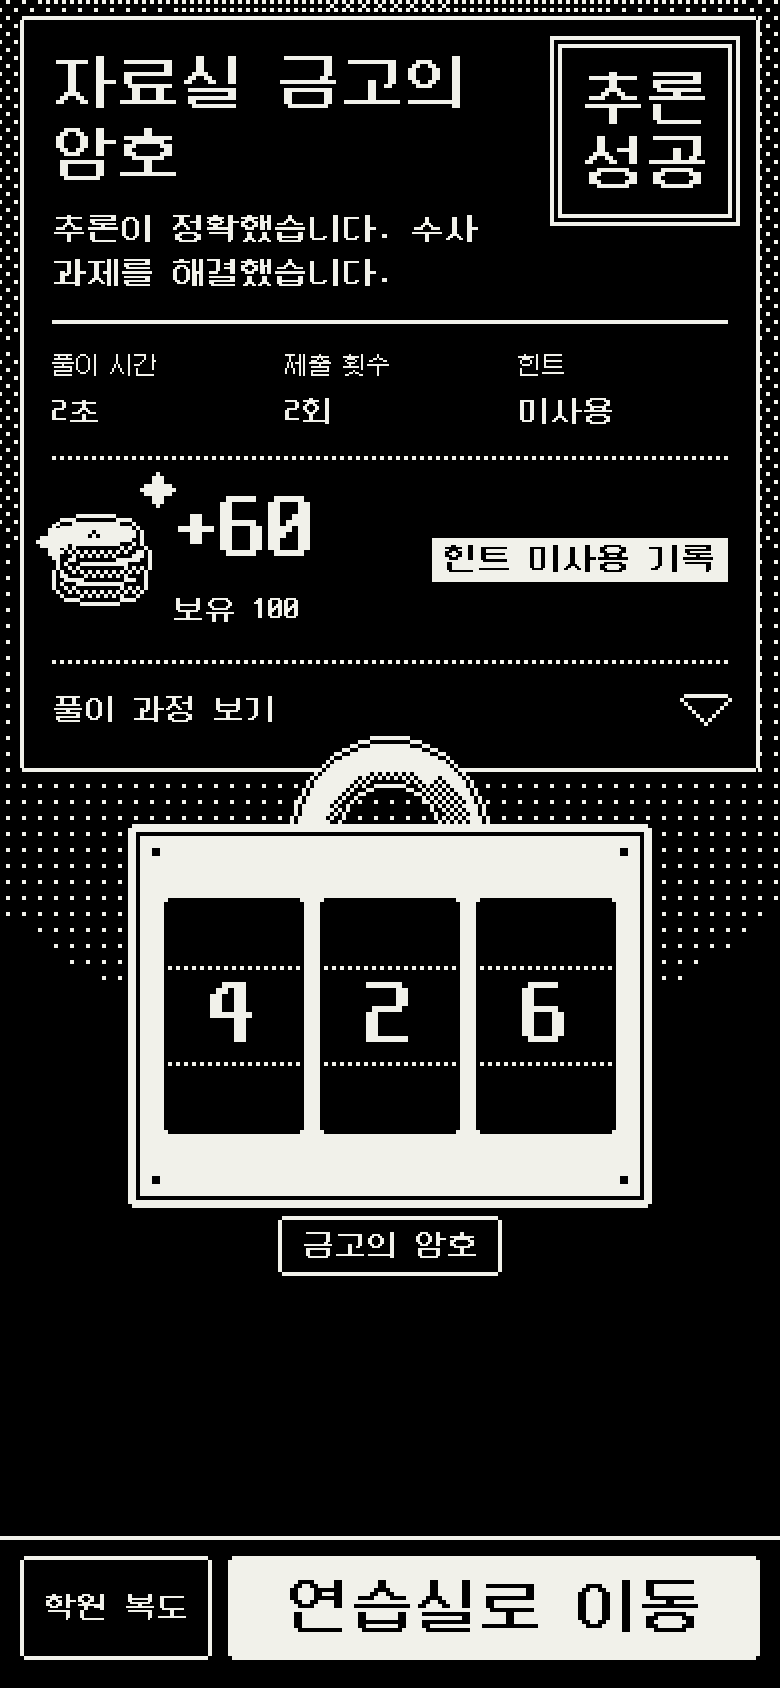 자료실 금고의
암호
추론
성공
추론이 정확했습니다. 수사
과제를 해결했습니다.
풀이 시간 제출 횟수 힌트
2초 2회 미사용
+60
힌트 미사용 기록
보유 100
풀이 과정 보기
4 2 6
금고의 암호
학원 복도
연습실로 이동